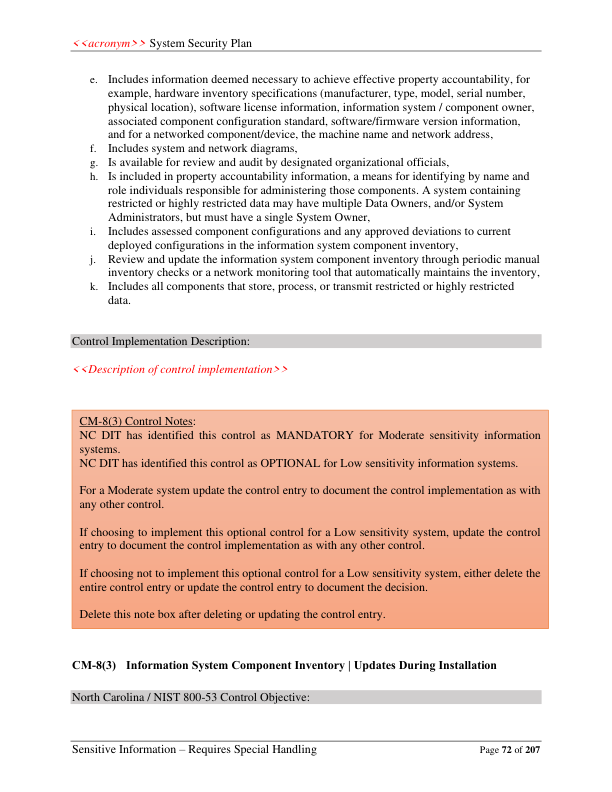 <<acronym>> System Security Plan
e. Includes information deemed necessary to achieve effective property accountability, for
example, hardware inventory specifications (manufacturer, type, model, serial number,
physical location), software license information, information system / component owner,
associated component configuration standard, software/firmware version information,
and for a networked component/device, the machine name and network address,
f. Includes system and network diagrams,
g. Is available for review and audit by designated organizational officials,
h. Is included in property accountability information, a means for identifying by name and
role individuals responsible for administering those components. A system containing
restricted or highly restricted data may have multiple Data Owners, and/or System
Administrators, but must have a single System Owner,
i. Includes assessed component configurations and any approved deviations to current
deployed configurations in the information system component inventory,
j. Review and update the information system component inventory through periodic manual
inventory checks or a network monitoring tool that automatically maintains the inventory,
k. Includes all components that store, process, or transmit restricted or highly restricted
data.
Control Implementation Description:
<<Description of control implementation>>
CM-8(3) Control Notes:
NC DIT has identified this control as MANDATORY for Moderate sensitivity information
systems.
NC DIT has identified this control as OPTIONAL for Low sensitivity information systems.
For a Moderate system update the control entry to document the control implementation as with
any other control.
If choosing to implement this optional control for a Low sensitivity system, update the control
entry to document the control implementation as with any other control.
If choosing not to implement this optional control for a Low sensitivity system, either delete the
entire control entry or update the control entry to document the decision.
Delete this note box after deleting or updating the control entry.
CM-8(3) Information System Component Inventory | Updates During Installation
North Carolina / NIST 800-53 Control Objective:
Sensitive Information – Requires Special Handling
Page 72 of 207